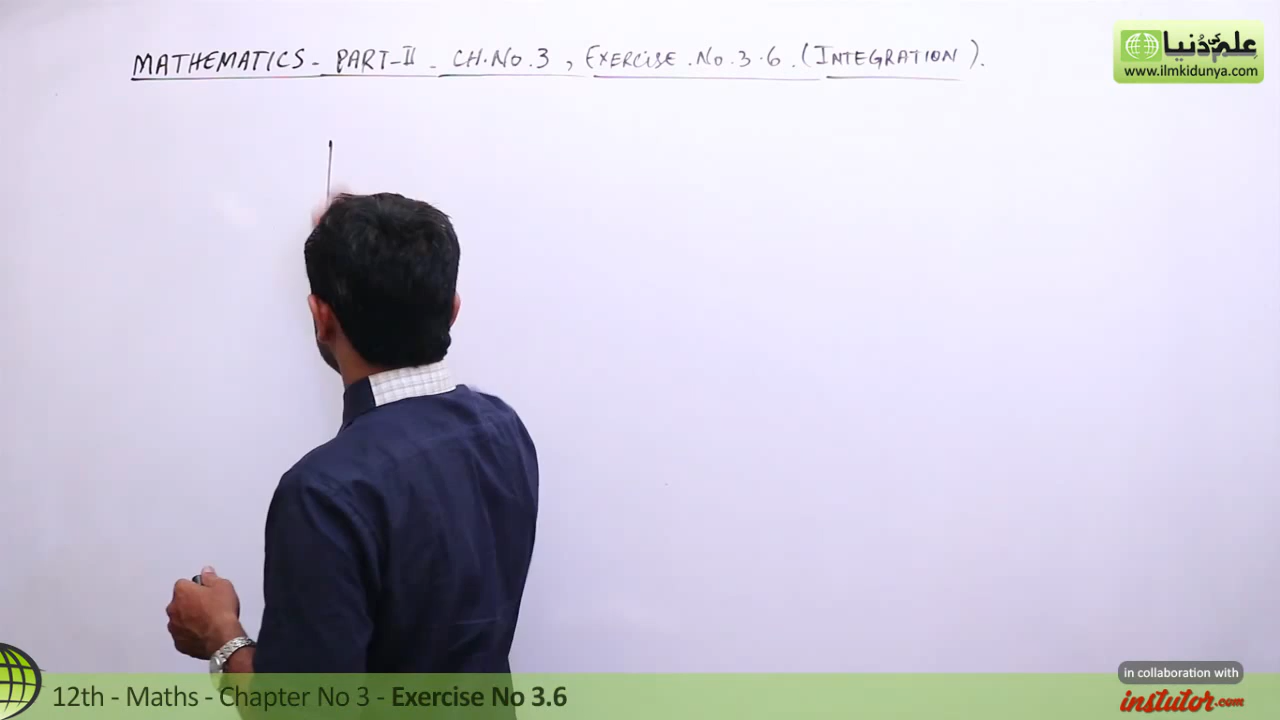 MATHEMATICS - PART-II - CH.No.3, EXERCISE.No.3.6.(INTEGRATION).
علم کی دنیا
www.ilmkidunya.com
in collaboration with
instutor.com
12th - Maths - Chapter No 3 - Exercise No 3.6